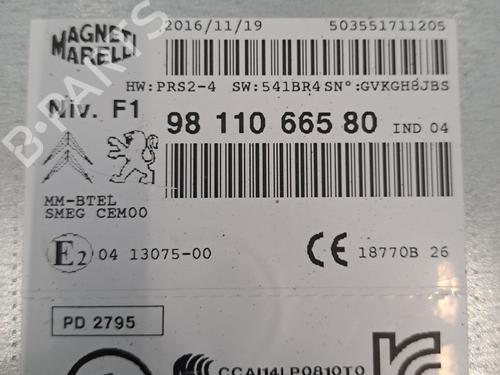 MAGNETI MARELLI
2016/11/19 503551711205
HW:PRS2-4 SW:541BR4 SN°:GVKGH8JBS
Niv. F1
98 110 665 80 IND 04
MM-BTEL
SMEG CEM00
E2 04 13075-00
CE 18770B 26
PD 2795
CCAI14LP0810T0
B-PARTS